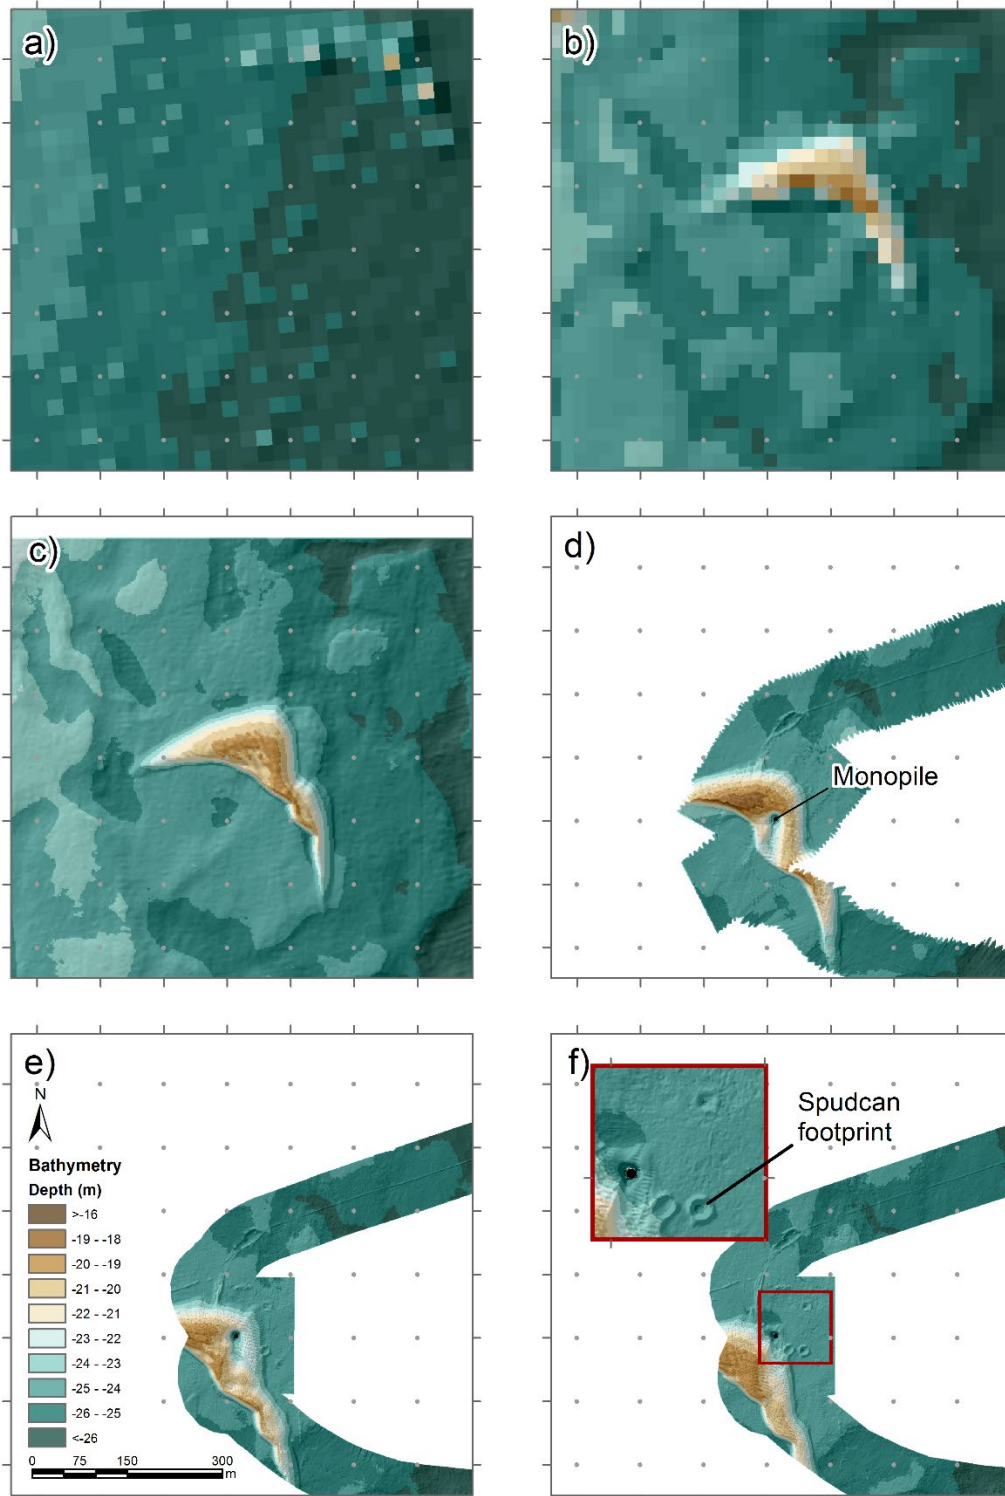 a)
b)
c)
d)
Monopile
e)
N
Bathymetry
Depth (m)
>-16
-19 - -18
-20 - -19
-21 - -20
-22 - -21
-23 - -22
-24 - -23
-25 - -24
-26 - -25
<-26
0 75 150 300
m
f)
Spudcan
footprint